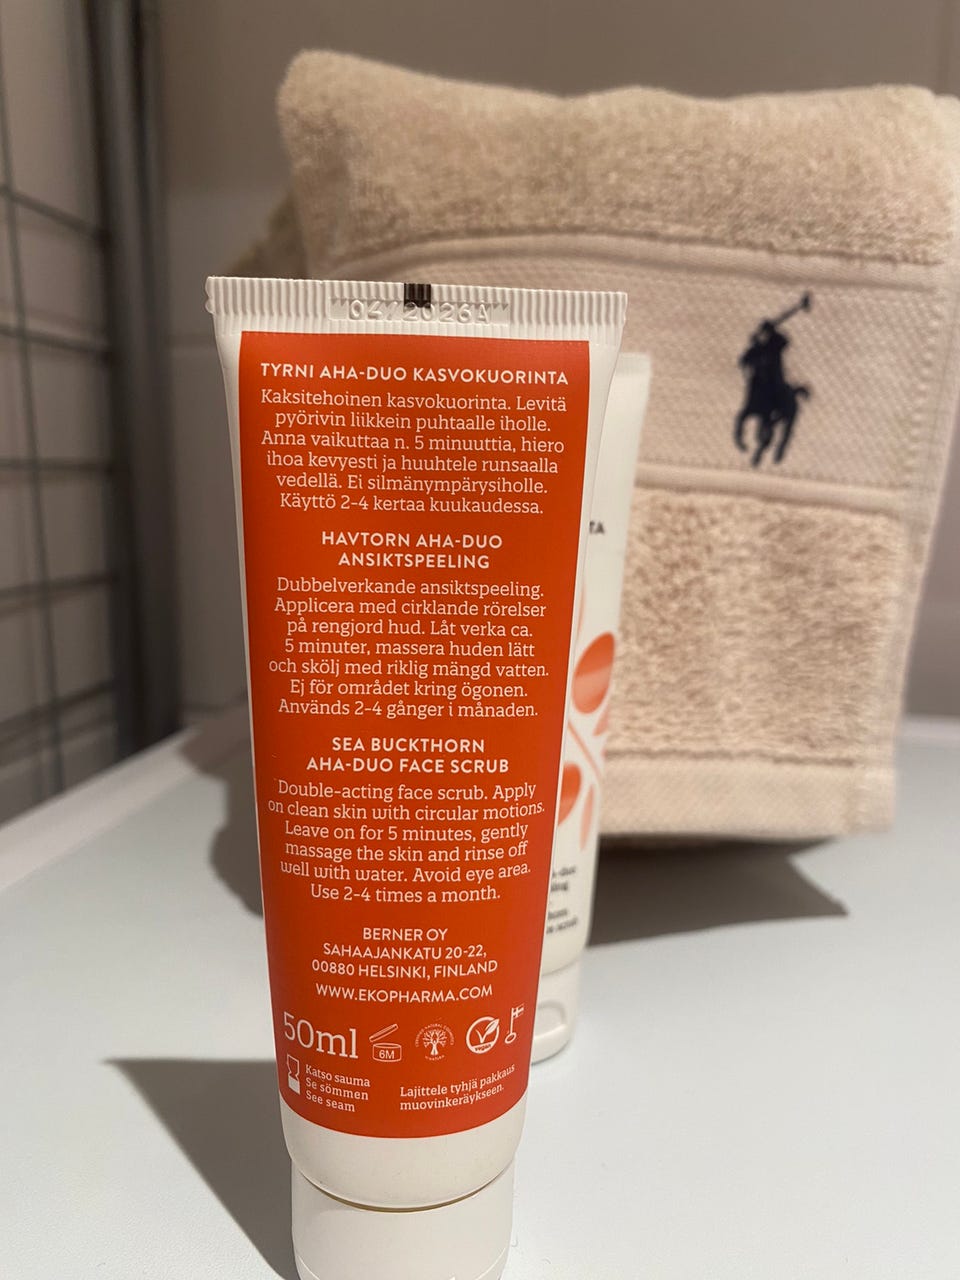 04/2026A
TYRNI AHA-DUO KASVOKUORINTA
Kaksitehoinen kasvokuorinta. Levitä
pyörivin liikkein puhtaalle iholle.
Anna vaikuttaa n. 5 minuuttia, hiero
ihoa kevyesti ja huuhtele runsaalla
vedellä. Ei silmänympärysiholle.
Käyttö 2-4 kertaa kuukaudessa.
HAVTORN AHA-DUO
ANSIKTSPEELING
Dubbelverkande ansiktspeeling.
Applicera med cirklande rörelser
på rengjord hud. Låt verka ca.
5 minuter, massera huden lätt
och skölj med riklig mängd vatten.
Ej för området kring ögonen.
Används 2-4 gånger i månaden.
SEA BUCKTHORN
AHA-DUO FACE SCRUB
Double-acting face scrub. Apply
on clean skin with circular motions.
Leave on for 5 minutes, gently
massage the skin and rinse off
well with water. Avoid eye area.
Use 2-4 times a month.
BERNER OY
SAHAAJANKATU 20-22,
00880 HELSINKI, FINLAND
WWW.EKOPHARMA.COM
50ml
6M
VEGAN
Katso sauma
Se sömmen
See seam
Lajittele tyhjä pakkaus
muovinkeräykseen.
TA